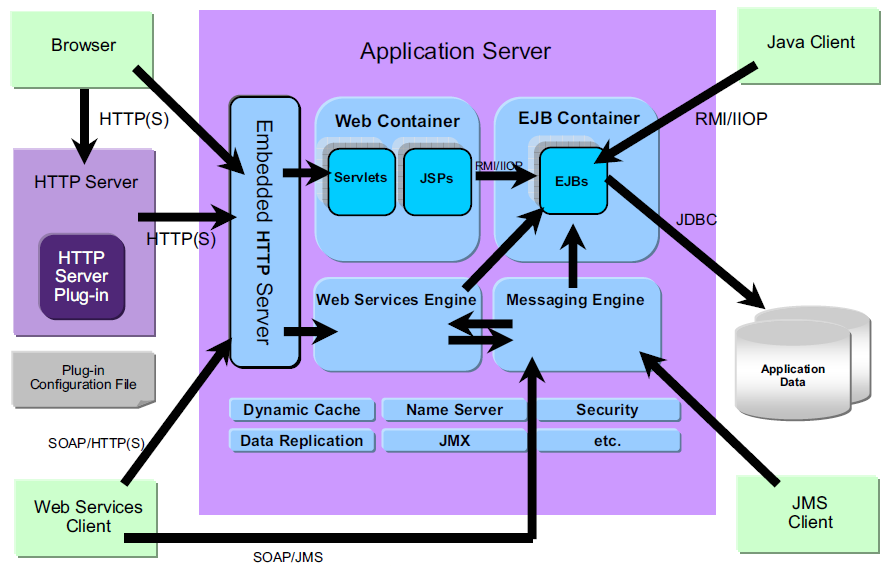 Browser
Application Server
Java Client
HTTP(S)
RMI/IIOP
HTTP Server
HTTP
Server
Plug-in
HTTP(S)
Embedded HTTP Server
Web Container
Servlets
JSPs
RMI/IIOP
EJB Container
EJBs
JDBC
Web Services Engine
Messaging Engine
Application
Data
Plug-in
Configuration File
Dynamic Cache
Name Server
Security
Data Replication
JMX
etc.
SOAP/HTTP(S)
Web Services
Client
SOAP/JMS
JMS
Client